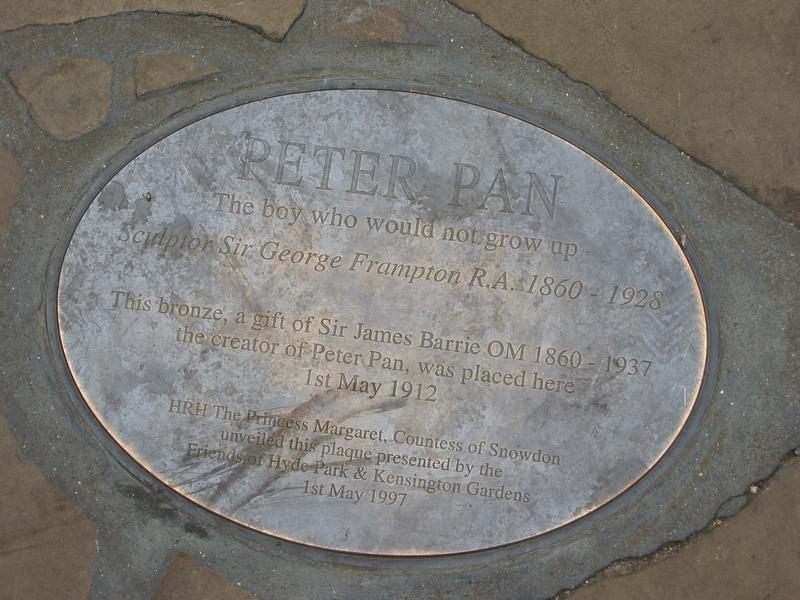 PETER PAN
The boy who would not grow up
Sculptor Sir George Frampton R.A. 1860 - 1928
This bronze, a gift of Sir James Barrie OM 1860 - 1937
the creator of Peter Pan, was placed here
1st May 1912
HRH The Princess Margaret, Countess of Snowdon
unveiled this plaque presented by the
Friends of Hyde Park & Kensington Gardens
1st May 1997